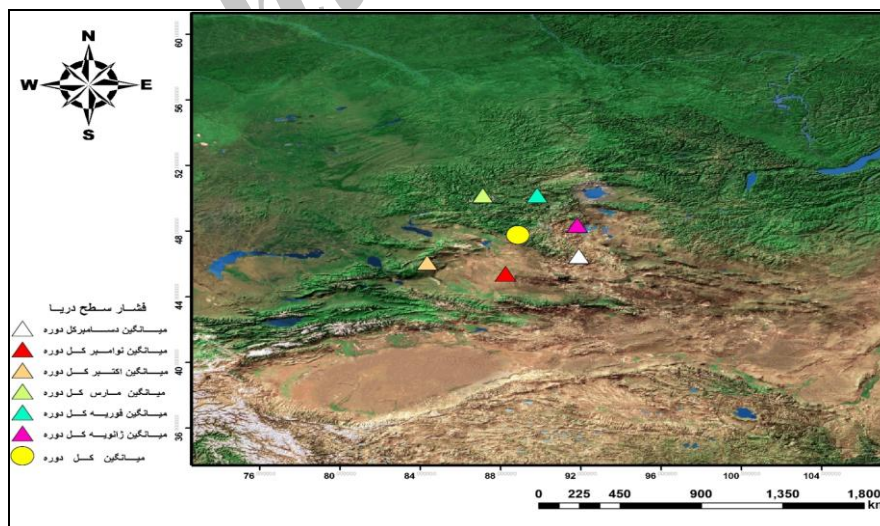 N
W E
S
60
56
52
48
44
40
36
فشار سطح دریا
میانگین دسامبر کل دوره
میانگین نوامبر کل دوره
میانگین اکتبر کل دوره
میانگین مارس کل دوره
میانگین فوریه کل دوره
میانگین ژانویه کل دوره
میانگین کل دوره
76 80 84 88 92 96 100 104
0 225 450 900 1,350 1,800
km